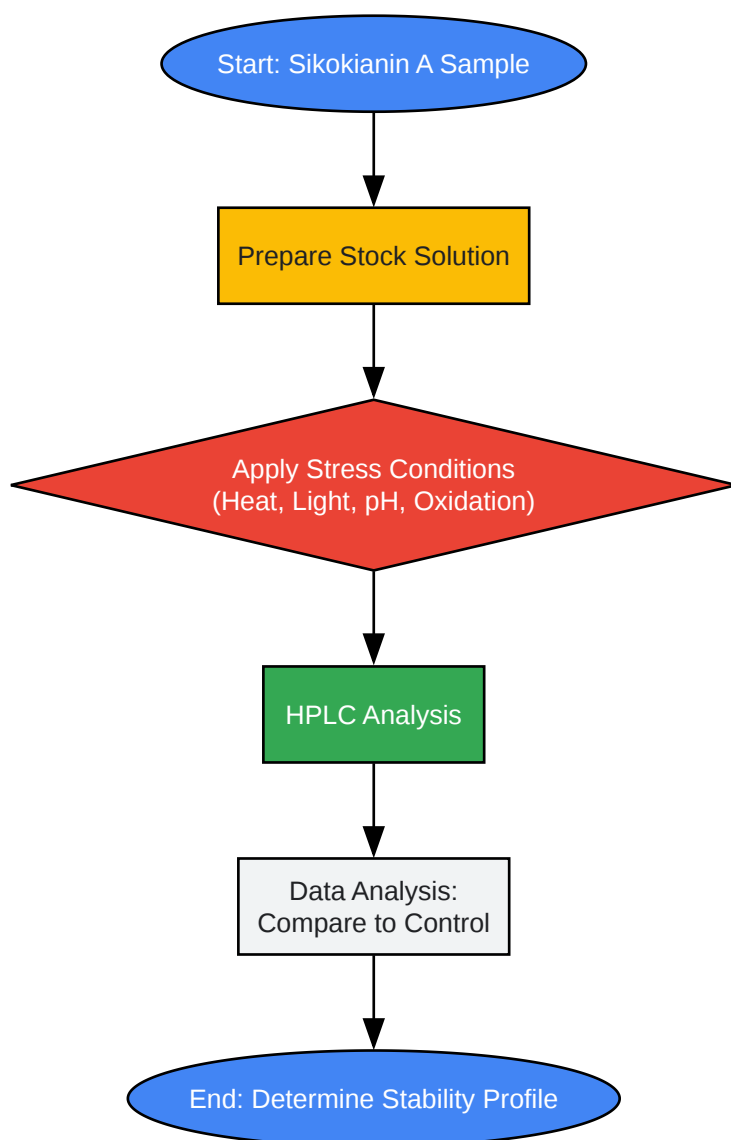 Start: Sikokianin A Sample
Prepare Stock Solution
Apply Stress Conditions
(Heat, Light, pH, Oxidation)
HPLC Analysis
Data Analysis:
Compare to Control
End: Determine Stability Profile